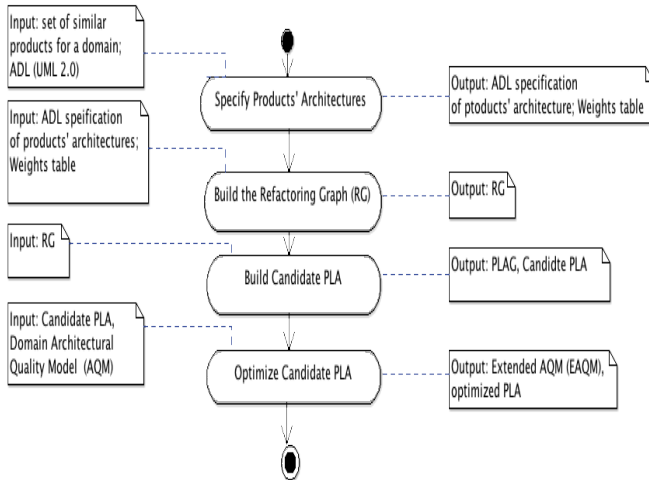 Input: set of similar
products for a domain;
ADL (UML 2.0)
Specify Products' Architectures
Output: ADL specification
of ptoducts' architecture; Weights table
Input: ADL speification
of products' architectures;
Weights table
Build the Refactoring Graph (RG)
Output: RG
Input: RG
Build Candidate PLA
Output: PLAG, Candidte PLA
Input: Candidate PLA,
Domain Architectural
Quality Model (AQM)
Optimize Candidate PLA
Output: Extended AQM (EAQM),
optimized PLA